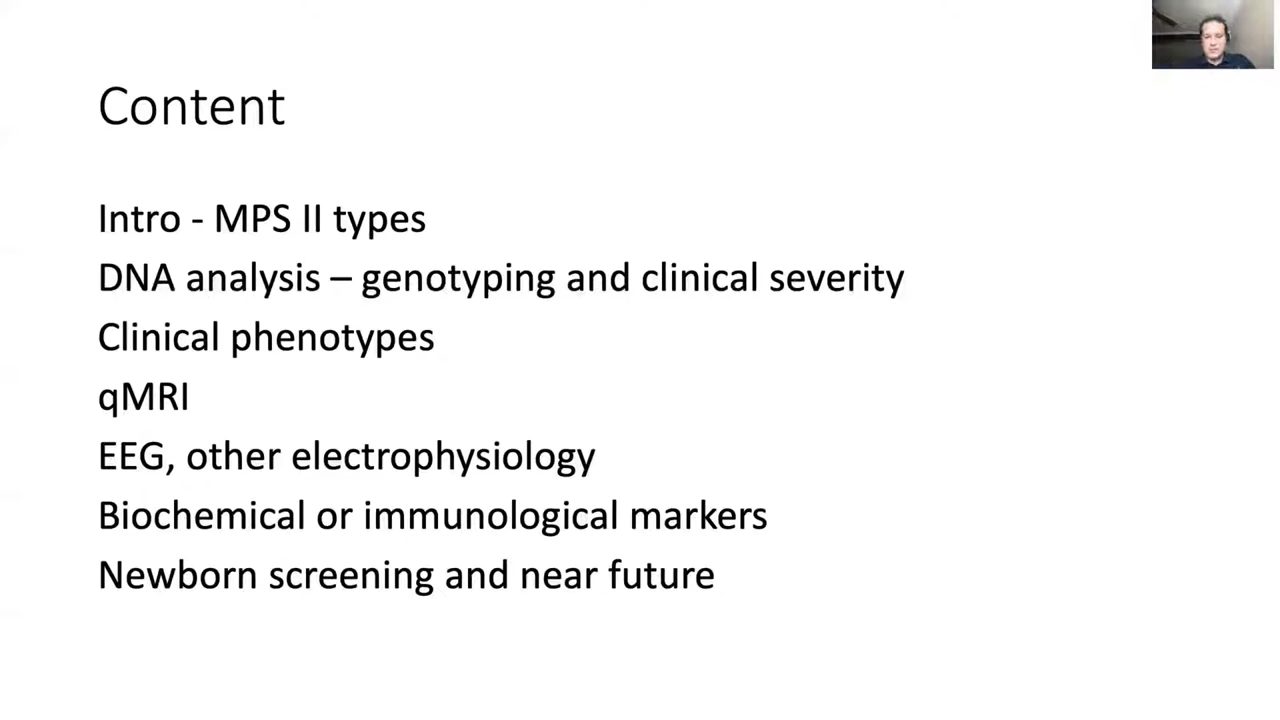 Content
Intro - MPS II types
DNA analysis – genotyping and clinical severity
Clinical phenotypes
qMRI
EEG, other electrophysiology
Biochemical or immunological markers
Newborn screening and near future